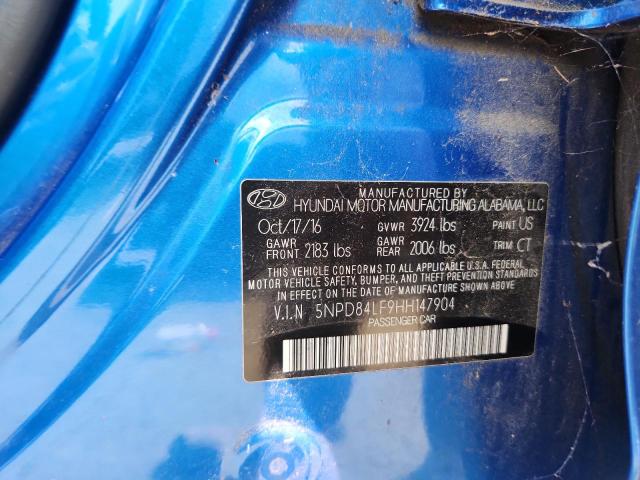 MANUFACTURED BY
HYUNDAI MOTOR MANUFACTURING ALABAMA, LLC
Oct/17/16 GVWR 3924 lbs PAINT US
GAWR FRONT 2183 lbs GAWR REAR 2006 lbs TRIM CT
THIS VEHICLE CONFORMS TO ALL APPLICABLE U.S.A. FEDERAL
MOTOR VEHICLE SAFETY, BUMPER, AND THEFT PREVENTION STANDARDS
IN EFFECT ON THE DATE OF MANUFACTURE SHOWN ABOVE.
V.I.N 5NPD84LF9HH147904
PASSENGER CAR